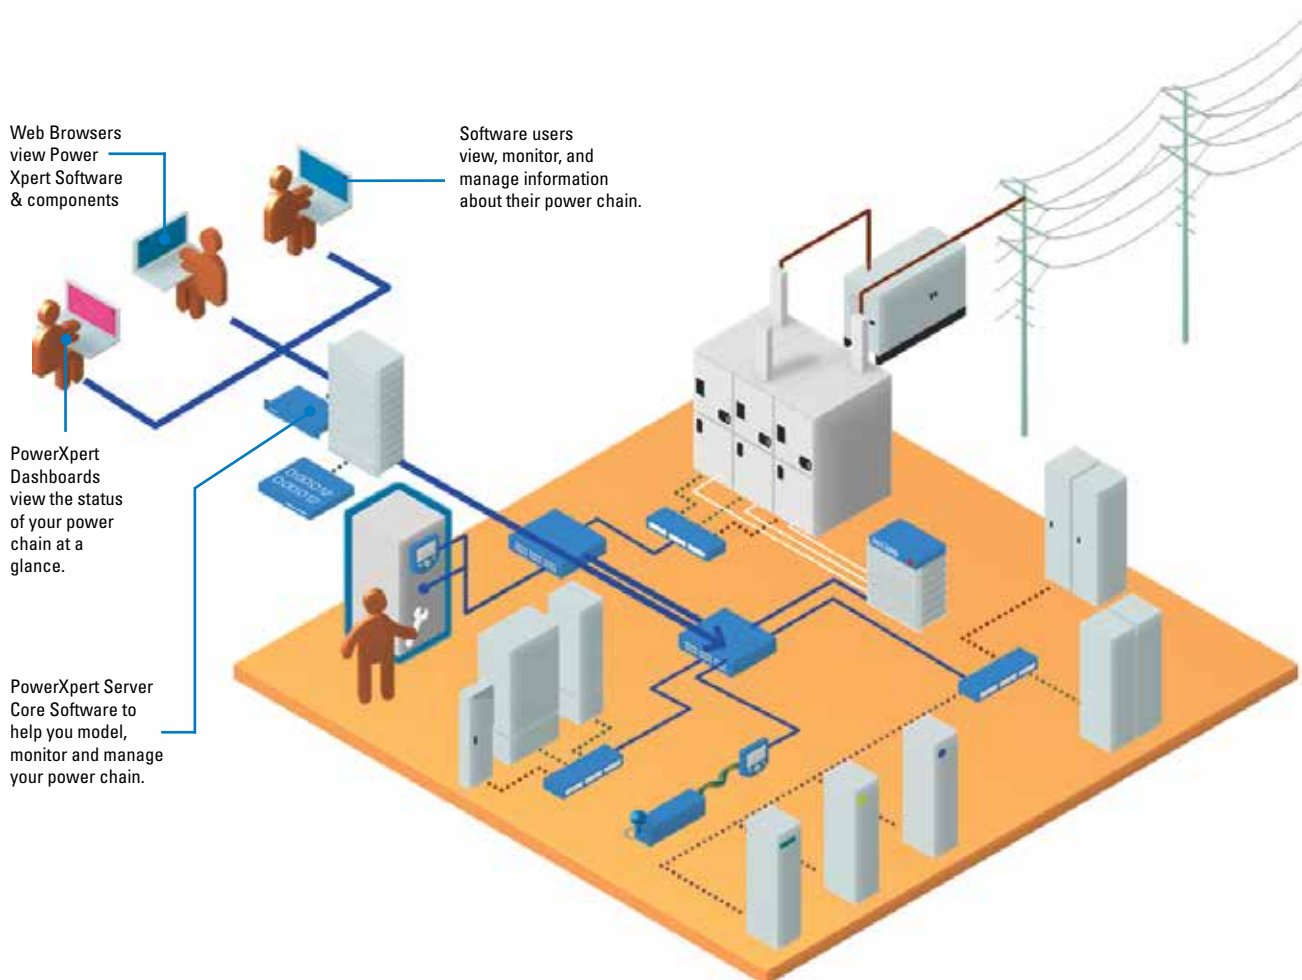 Web Browsers
view Power
Xpert Software
& components
Software users
view, monitor, and
manage information
about their power chain.
PowerXpert
Dashboards
view the status
of your power
chain at a
glance.
PowerXpert Server
Core Software to
help you model,
monitor and manage
your power chain.